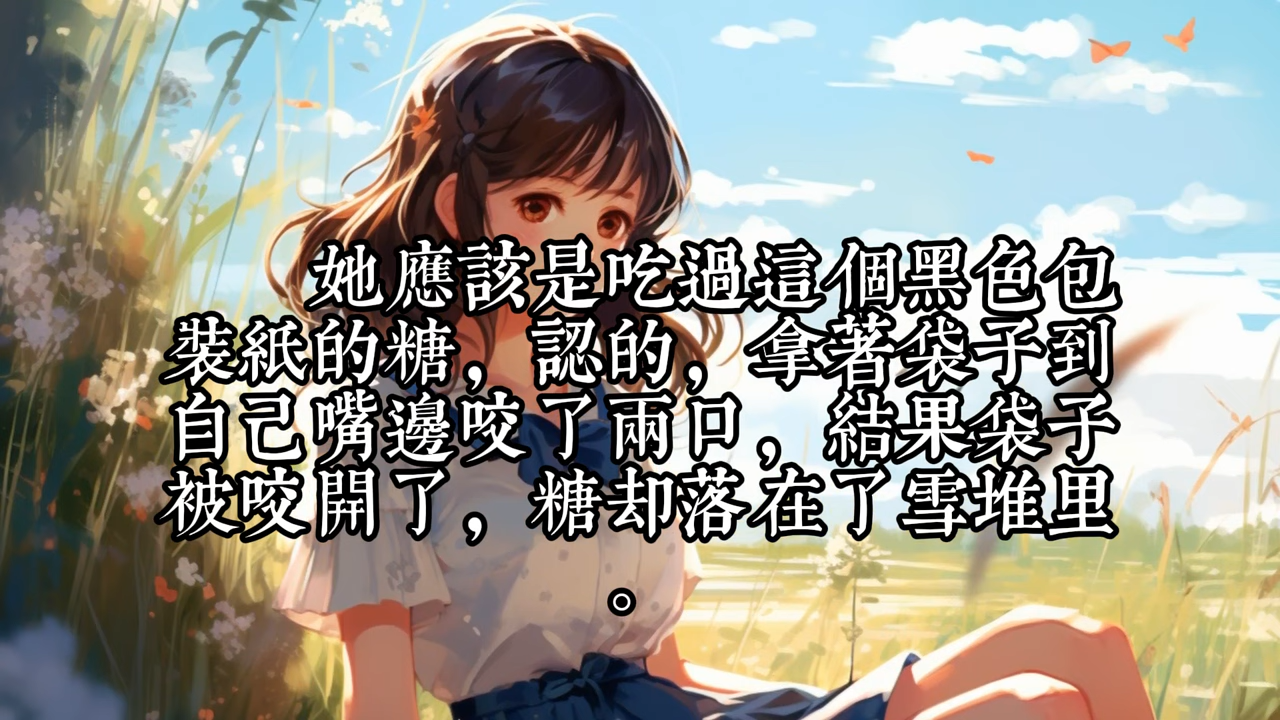 她應該是吃過這個黑色包
裝紙的糖，認的，拿著袋子到
自己嘴邊咬了兩口，結果袋子
被咬開了，糖却落在了雪堆里
。